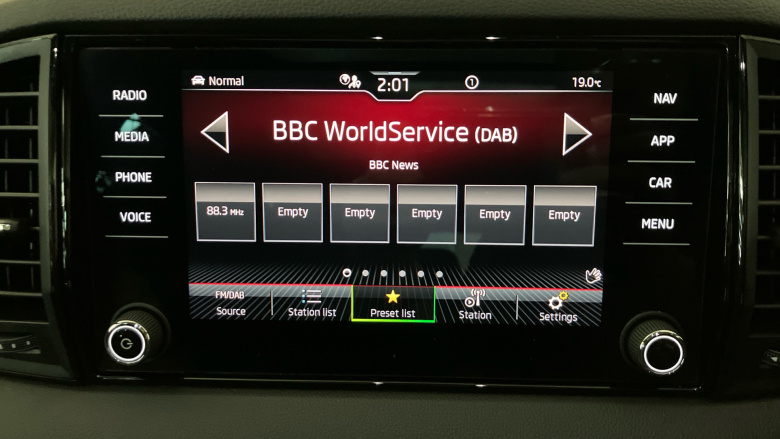 Normal
2:01
1
19.0°C
RADIO
MEDIA
PHONE
VOICE
BBC WorldService (DAB)
BBC News
88.3 MHz
Empty
Empty
Empty
Empty
Empty
FM/DAB
Source
Station list
Preset list
Station
Settings
NAV
APP
CAR
MENU